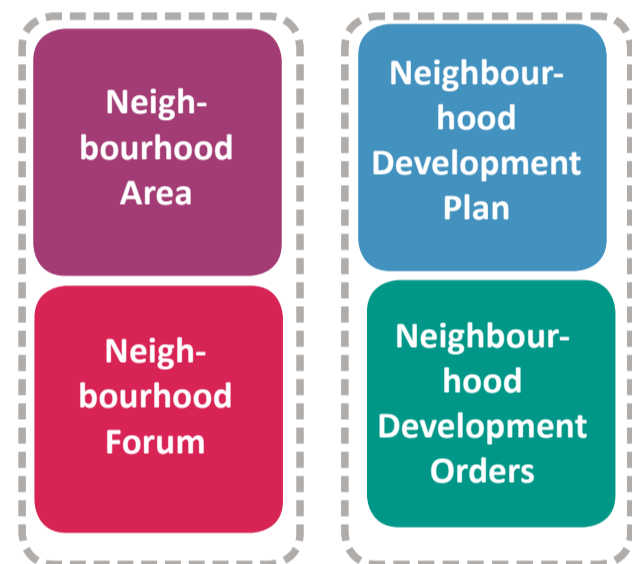 Neigh-
bourhood
Area
Neigh-
bourhood
Forum
Neighbour-
hood
Development
Plan
Neighbour-
hood
Development
Orders